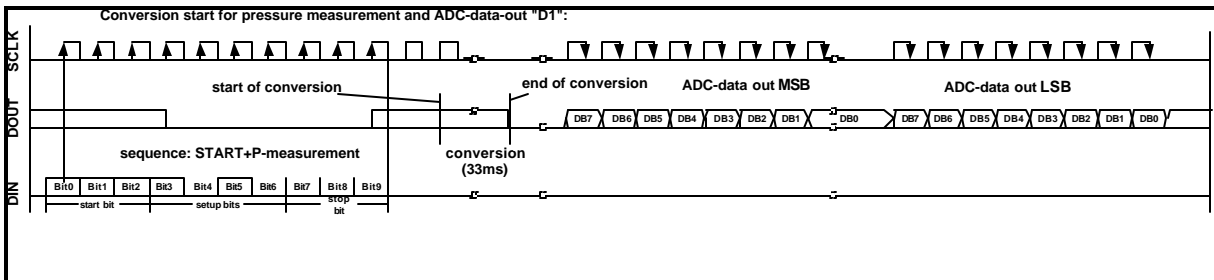 Conversion start for pressure measurement and ADC-data-out "D1":
SCLK
start of conversion
end of conversion
ADC-data out MSB
ADC-data out LSB
DOUT
DB7 DB6 DB5 DB4 DB3 DB2 DB1 DB0 DB7 DB6 DB5 DB4 DB3 DB2 DB1 DB0
sequence: START+P-measurement
conversion
(33ms)
DIN
Bit0 Bit1 Bit2 Bit3 Bit4 Bit5 Bit6 Bit7 Bit8 Bit9
start bit
setup bits
stop
bit